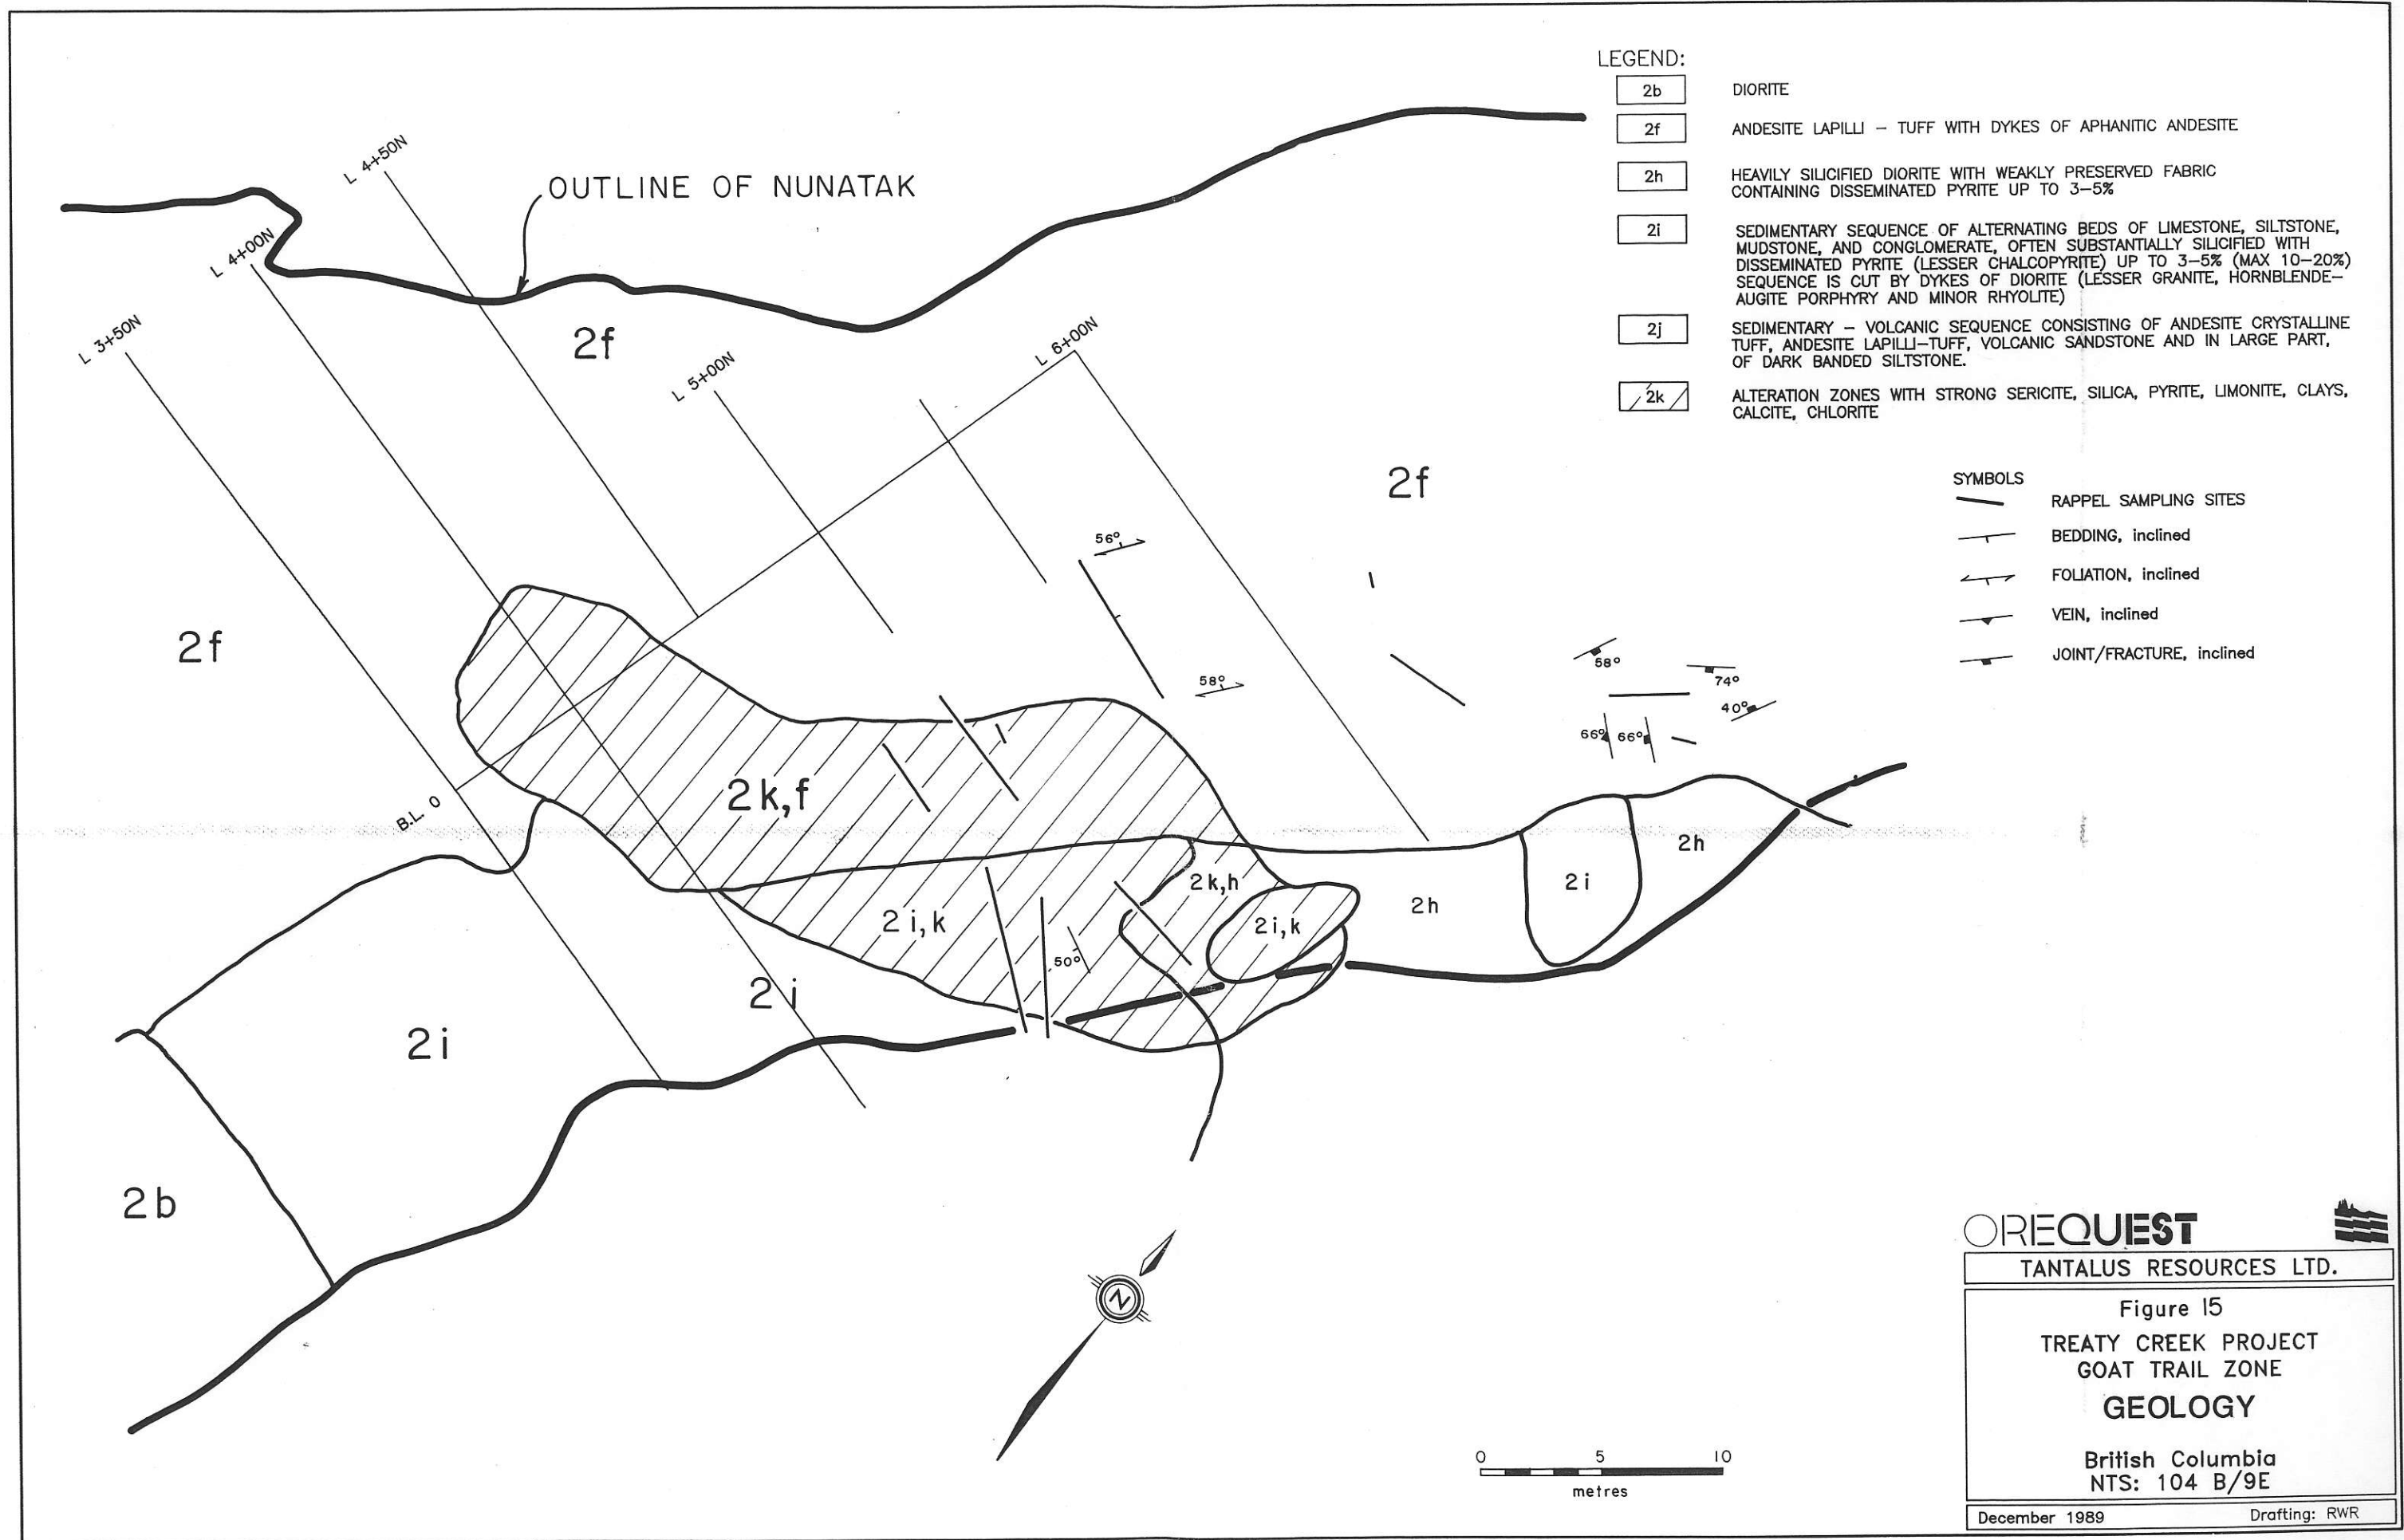 LEGEND:
2b DIORITE
2f ANDESITE LAPILLI – TUFF WITH DYKES OF APHANITIC ANDESITE
2h HEAVILY SILICIFIED DIORITE WITH WEAKLY PRESERVED FABRIC
CONTAINING DISSEMINATED PYRITE UP TO 3–5%
2i SEDIMENTARY SEQUENCE OF ALTERNATING BEDS OF LIMESTONE, SILTSTONE,
MUDSTONE, AND CONGLOMERATE, OFTEN SUBSTANTIALLY SILICIFIED WITH
DISSEMINATED PYRITE (LESSER CHALCOPYRITE) UP TO 3–5% (MAX 10–20%)
SEQUENCE IS CUT BY DYKES OF DIORITE (LESSER GRANITE, HORNBLENDE–
AUGITE PORPHYRY AND MINOR RHYOLITE)
2j SEDIMENTARY – VOLCANIC SEQUENCE CONSISTING OF ANDESITE CRYSTALLINE
TUFF, ANDESITE LAPILLI–TUFF, VOLCANIC SANDSTONE AND IN LARGE PART,
OF DARK BANDED SILTSTONE.
2k ALTERATION ZONES WITH STRONG SERICITE, SILICA, PYRITE, LIMONITE, CLAYS,
CALCITE, CHLORITE
SYMBOLS
RAPPEL SAMPLING SITES
BEDDING, inclined
FOLIATION, inclined
VEIN, inclined
JOINT/FRACTURE, inclined
L 4+50N
OUTLINE OF NUNATAK
L 4+00N
L 3+50N
2f
L 5+00N
L 6+00N
2f
56°
2f
58°
58°
74°
40°
66° 66°
2k,f
B.L. 0
2h
2k,h
2i
2i,k
2i,k
2h
50°
2i
2i
2b
N
0 5 10
metres
OREQUEST
TANTALUS RESOURCES LTD.
Figure 15
TREATY CREEK PROJECT
GOAT TRAIL ZONE
GEOLOGY
British Columbia
NTS: 104 B/9E
December 1989 Drafting: RWR